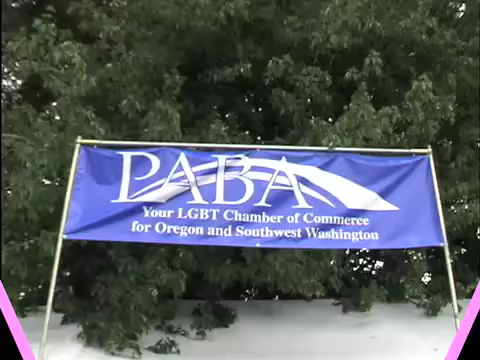 PABA
Your LGBT Chamber of Commerce
for Oregon and Southwest Washington